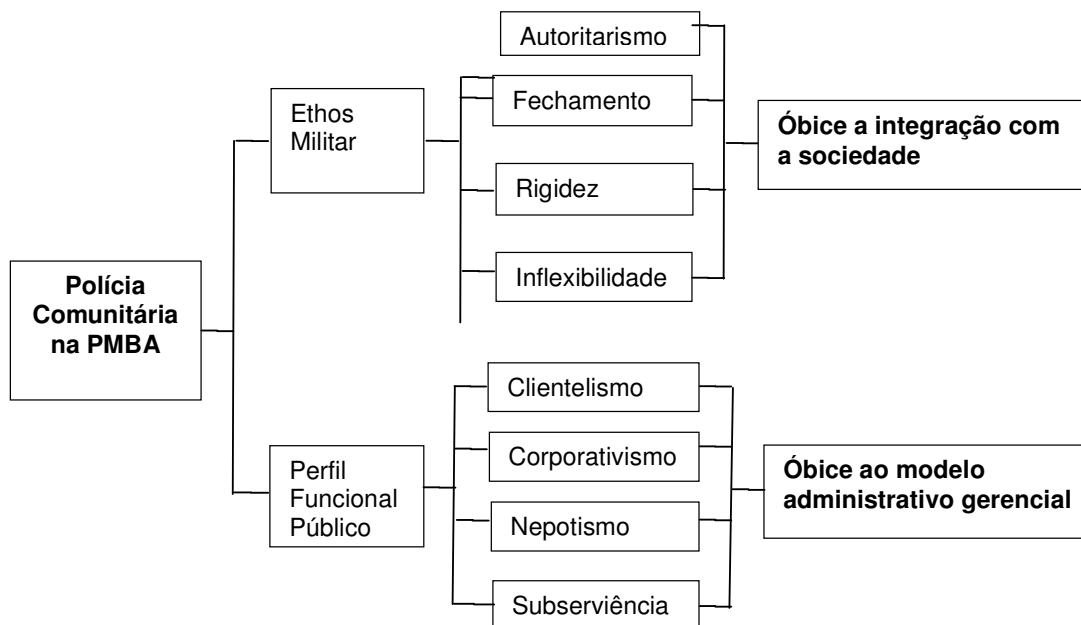 Polícia
Comunitária
na PMBA
Ethos
Militar
Autoritarismo
Fechamento
Rigidez
Inflexibilidade
Óbice a integração com
a sociedade
Perfil
Funcional
Público
Clientelismo
Corporativismo
Nepotismo
Subserviência
Óbice ao modelo
administrativo gerencial